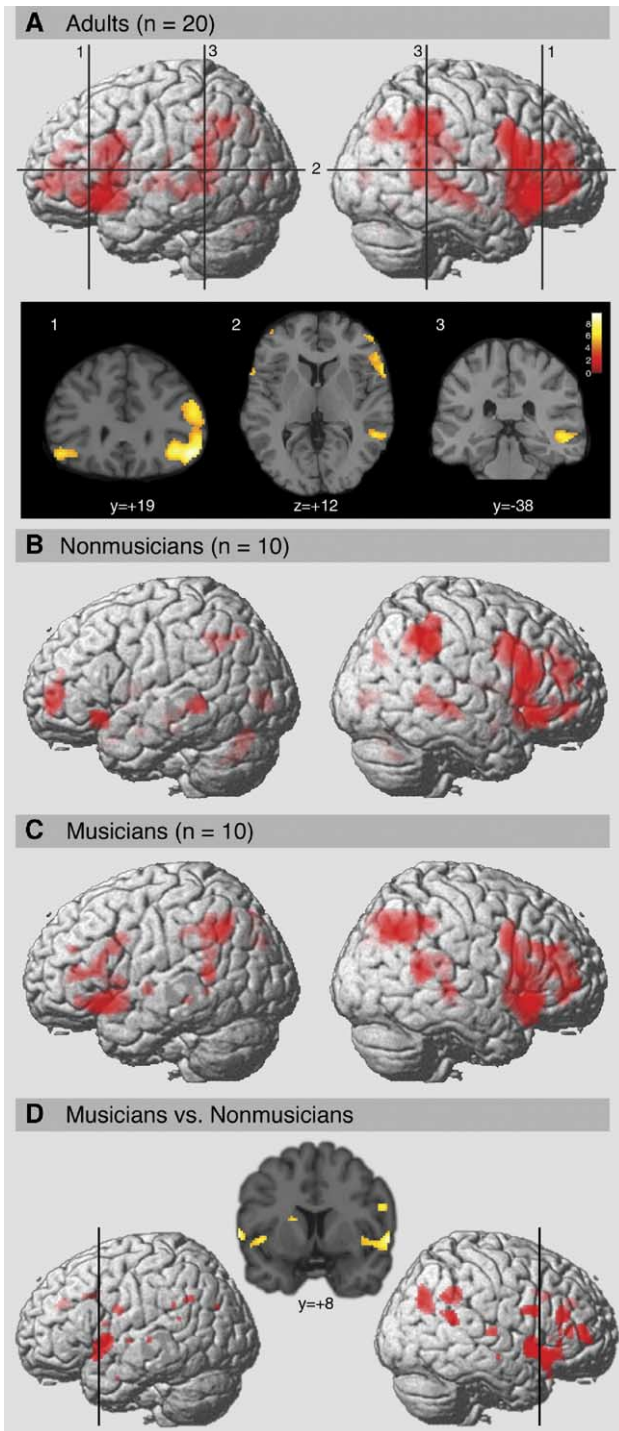 A Adults (n = 20)
1 3 3 1
2
1 2 3
8
6
4
2
0
y=+19 z=+12 y=-38
B Nonmusicians (n = 10)
C Musicians (n = 10)
D Musicians vs. Nonmusicians
y=+8